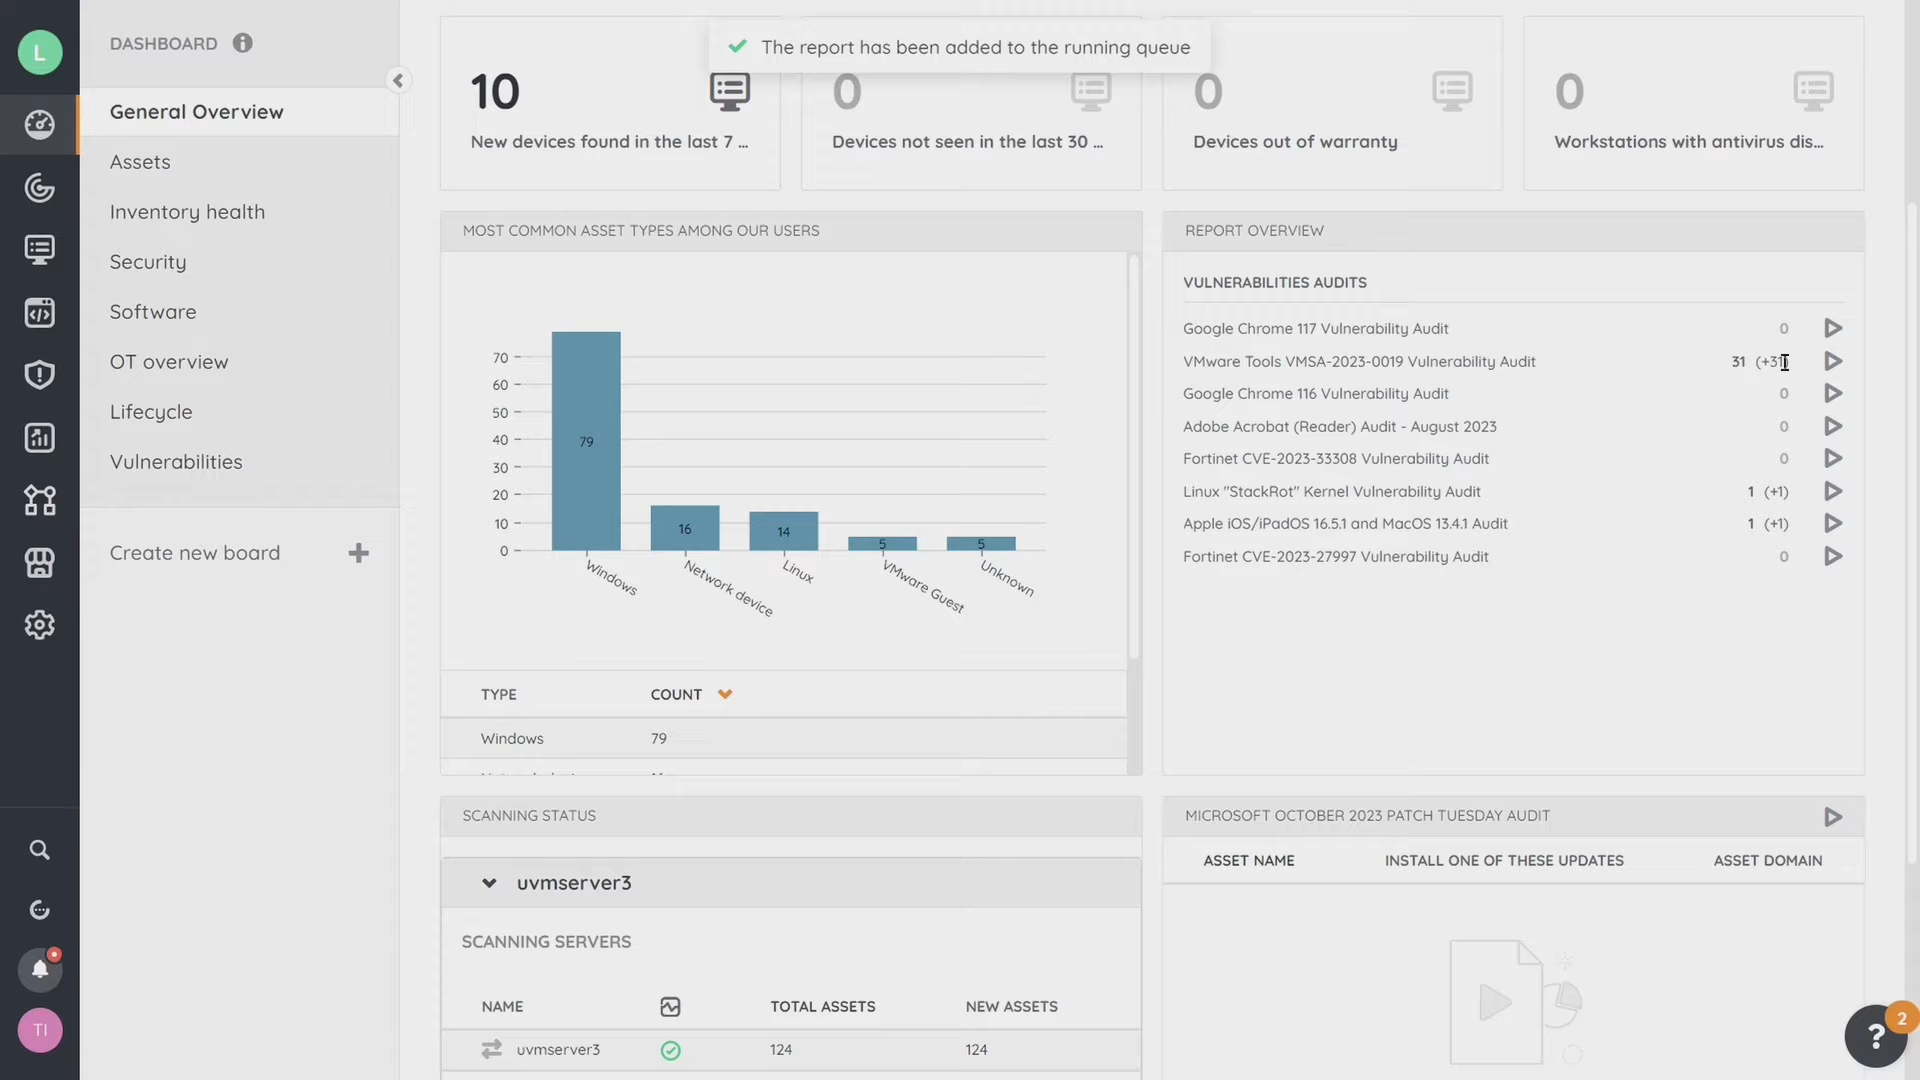 L
DASHBOARD
General Overview
Assets
Inventory health
Security
Software
OT overview
Lifecycle
Vulnerabilities
Create new board
TI
The report has been added to the running queue
10
New devices found in the last 7 ...
0
Devices not seen in the last 30 ...
0
Devices out of warranty
0
Workstations with antivirus dis...
MOST COMMON ASSET TYPES AMONG OUR USERS
70
60
50
40
30
20
10
0
79
16
14
5
5
Windows
Network device
Linux
VMware Guest
Unknown
TYPE COUNT
Windows 79
REPORT OVERVIEW
VULNERABILITIES AUDITS
Google Chrome 117 Vulnerability Audit 0
VMware Tools VMSA-2023-0019 Vulnerability Audit 31 (+31)
Google Chrome 116 Vulnerability Audit 0
Adobe Acrobat (Reader) Audit - August 2023 0
Fortinet CVE-2023-33308 Vulnerability Audit 0
Linux "StackRot" Kernel Vulnerability Audit 1 (+1)
Apple iOS/iPadOS 16.5.1 and MacOS 13.4.1 Audit 1 (+1)
Fortinet CVE-2023-27997 Vulnerability Audit 0
SCANNING STATUS
uvmserver3
SCANNING SERVERS
NAME TOTAL ASSETS NEW ASSETS
uvmserver3 124 124
MICROSOFT OCTOBER 2023 PATCH TUESDAY AUDIT
ASSET NAME INSTALL ONE OF THESE UPDATES ASSET DOMAIN
?
2